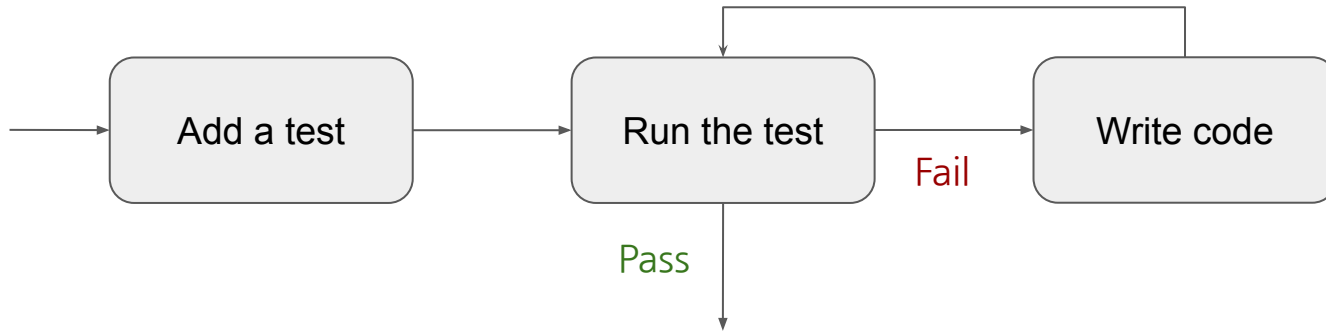 Add a test
Run the test
Write code
Fail
Pass